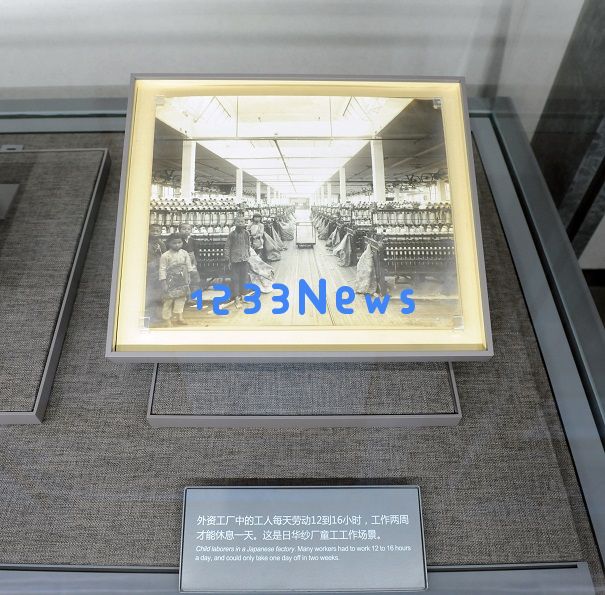 1233News
外资工厂中的工人每天劳动12到16小时，工作两周
才能休息一天。这是日华纱厂童工工作场景。
Child laborers in a Japanese factory. Many workers had to work 12 to 16 hours
a day, and could only take one day off in two weeks.